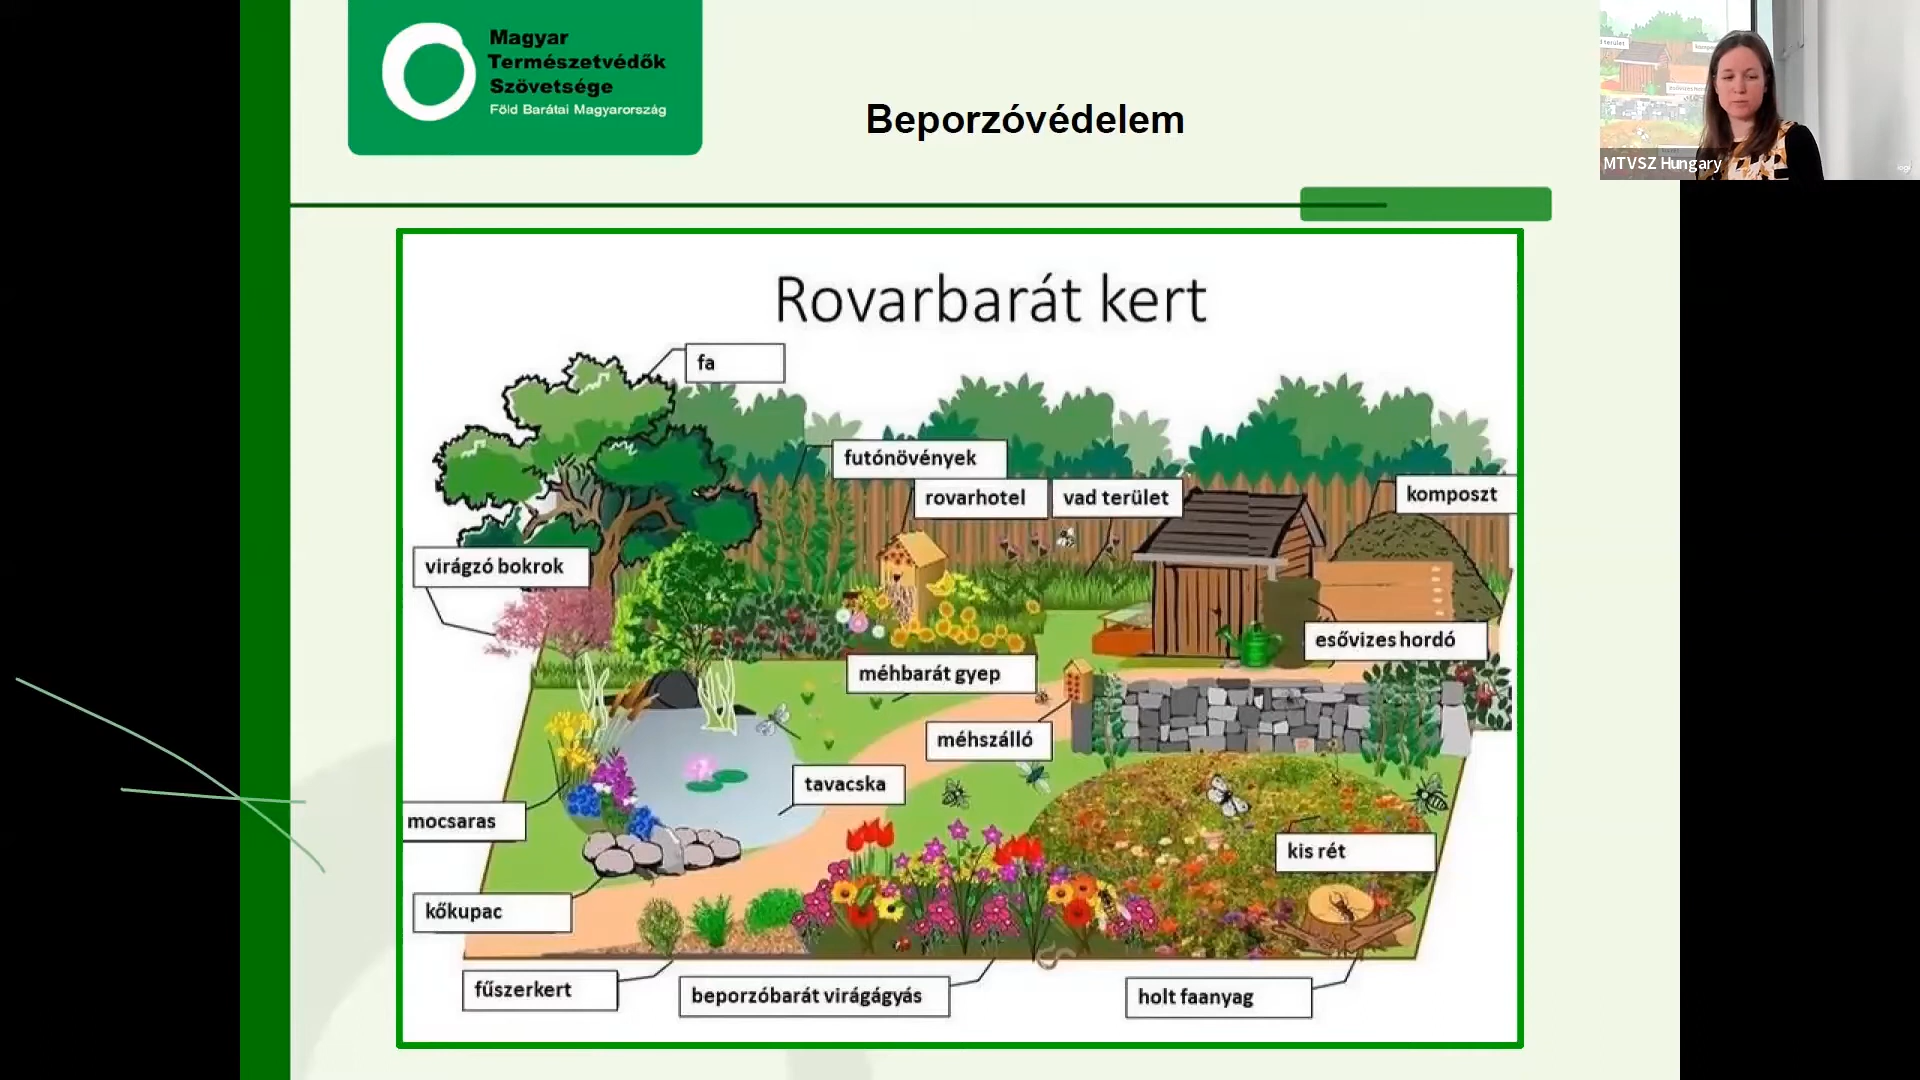 Magyar
Természetvédők
Szövetsége
Föld Barátai Magyarország
Beporzóvédelem
MTVSZ Hungary
Rovarbarát kert
fa
futónövények
rovarhotel
vad terület
komposzt
virágzó bokrok
esővizes hordó
méhbarát gyep
méhszálló
tavacska
mocsaras
kis rét
kőkupac
fűszerkert
beporzóbarát virágágyás
holt faanyag